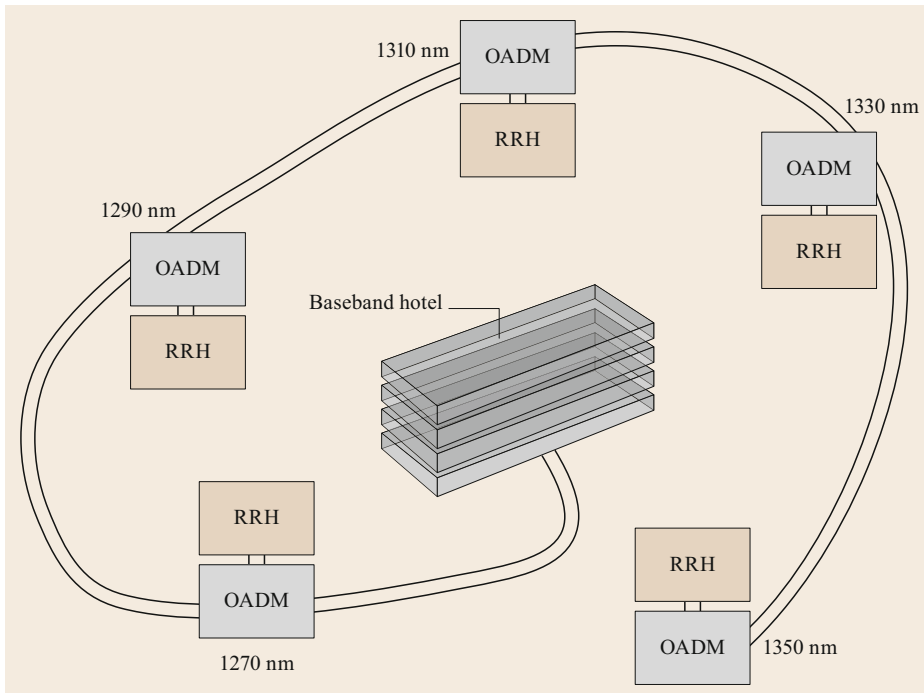 1310 nm
OADM
RRH
1330 nm
OADM
RRH
1290 nm
OADM
RRH
Baseband hotel
RRH
OADM
1270 nm
RRH
OADM
1350 nm